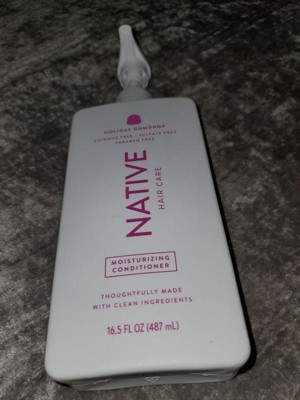 HOLIDAY GUMDROP
SILICONE FREE • SULFATE FREE
PARABEN FREE
NATIVE
HAIR CARE
MOISTURIZING
CONDITIONER
THOUGHTFULLY MADE
WITH CLEAN INGREDIENTS
16.5 FL OZ (487 mL)